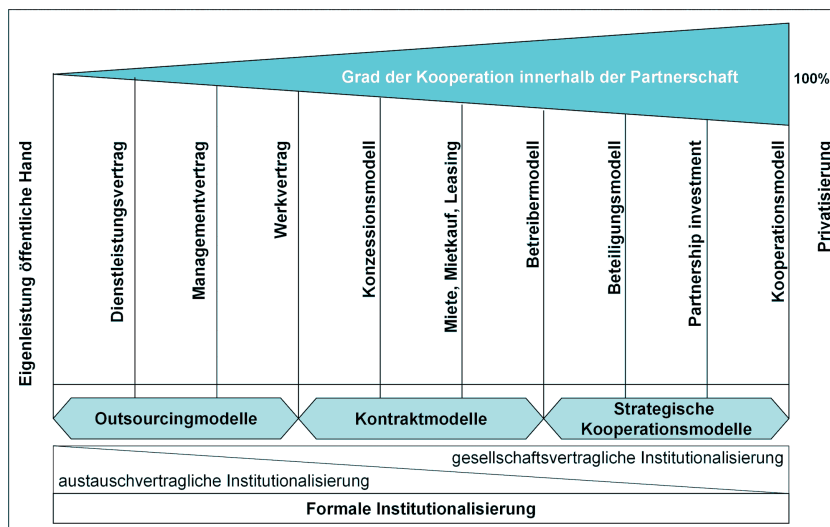 Grad der Kooperation innerhalb der Partnerschaft
100%
Eigenleistung öffentliche Hand
Dienstleistungsvertrag
Managementvertrag
Werkvertrag
Konzessionsmodell
Miete, Mietkauf, Leasing
Betreibermodell
Beteiligungsmodell
Partnership investment
Kooperationsmodell
Privatisierung
Outsourcingmodelle
Kontraktmodelle
Strategische
Kooperationsmodelle
gesellschaftsvertragliche Institutionalisierung
austauschvertragliche Institutionalisierung
Formale Institutionalisierung